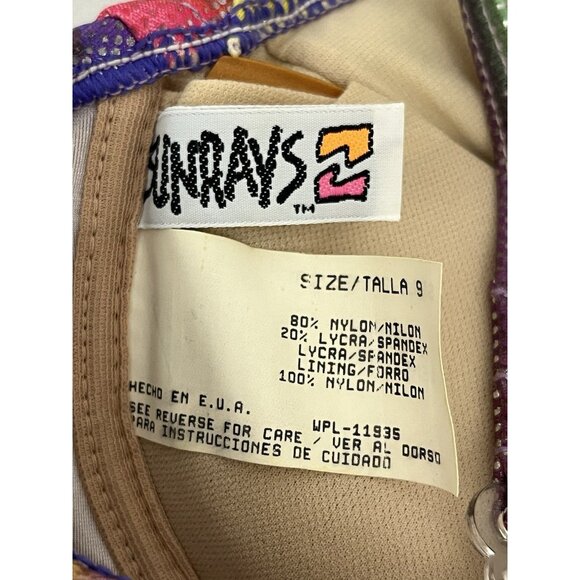 SUNRAYS
TM
SIZE/TALLA 9
80% NYLON/NILON
20% LYCRA/SPANDEX
LYCRA/SPANDEX
LINING/FORRO
100% NYLON/NILON
HECHO EN E.U.A.
WPL-11935
SEE REVERSE FOR CARE / VER AL DORSO
PARA INSTRUCCIONES DE CUIDADO